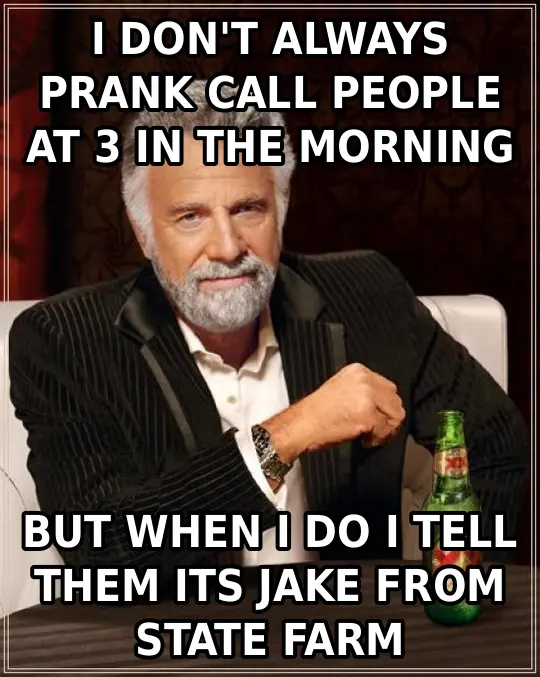 I DON'T ALWAYS
PRANK CALL PEOPLE
AT 3 IN THE MORNING
XX
BUT WHEN I DO I TELL
THEM ITS JAKE FROM
STATE FARM